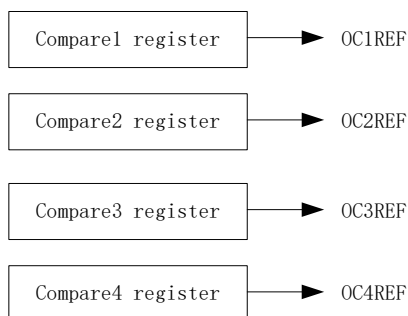 Compare1 register OC1REF
Compare2 register OC2REF
Compare3 register OC3REF
Compare4 register OC4REF